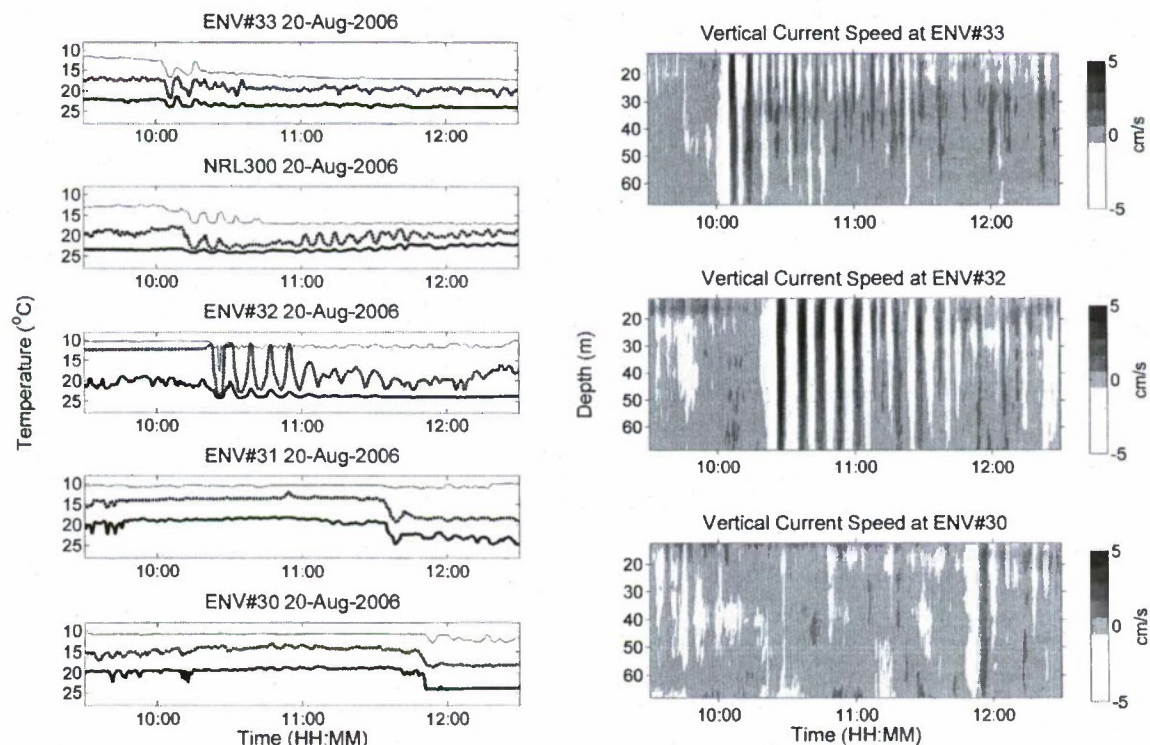 ENV#33 20-Aug-2006
10
15
20
25
10:00 11:00 12:00
NRL300 20-Aug-2006
10
15
20
25
10:00 11:00 12:00
ENV#32 20-Aug-2006
10
15
20
25
10:00 11:00 12:00
ENV#31 20-Aug-2006
10
15
20
25
10:00 11:00 12:00
ENV#30 20-Aug-2006
10
15
20
25
10:00 11:00 12:00
Time (HH:MM)
Temperature (°C)
Vertical Current Speed at ENV#33
20
30
40
50
60
10:00 11:00 12:00
5
0
-5
cm/s
Vertical Current Speed at ENV#32
20
30
40
50
60
10:00 11:00 12:00
5
0
-5
cm/s
Depth (m)
Vertical Current Speed at ENV#30
20
30
40
50
60
10:00 11:00 12:00
5
0
-5
cm/s
Time (HH:MM)